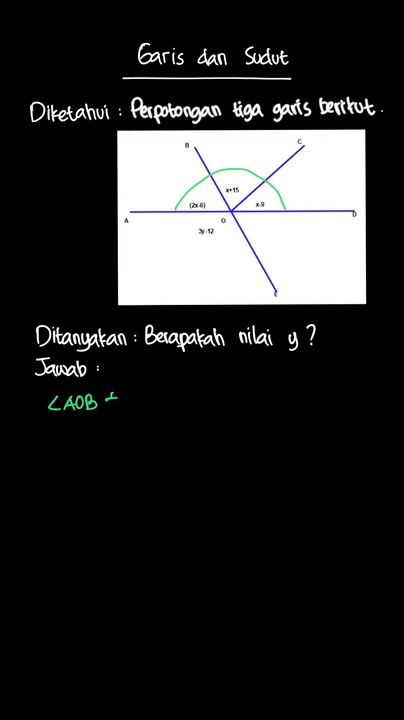 Garis dan Sudut
Diketahui : Perpotongan tiga garis berikut.
B
C
x+15
(2x-6)
x-9
A
O
D
3y-12
E
Ditanyakan : Berapakah nilai y ?
Jawab :
∠AOB +